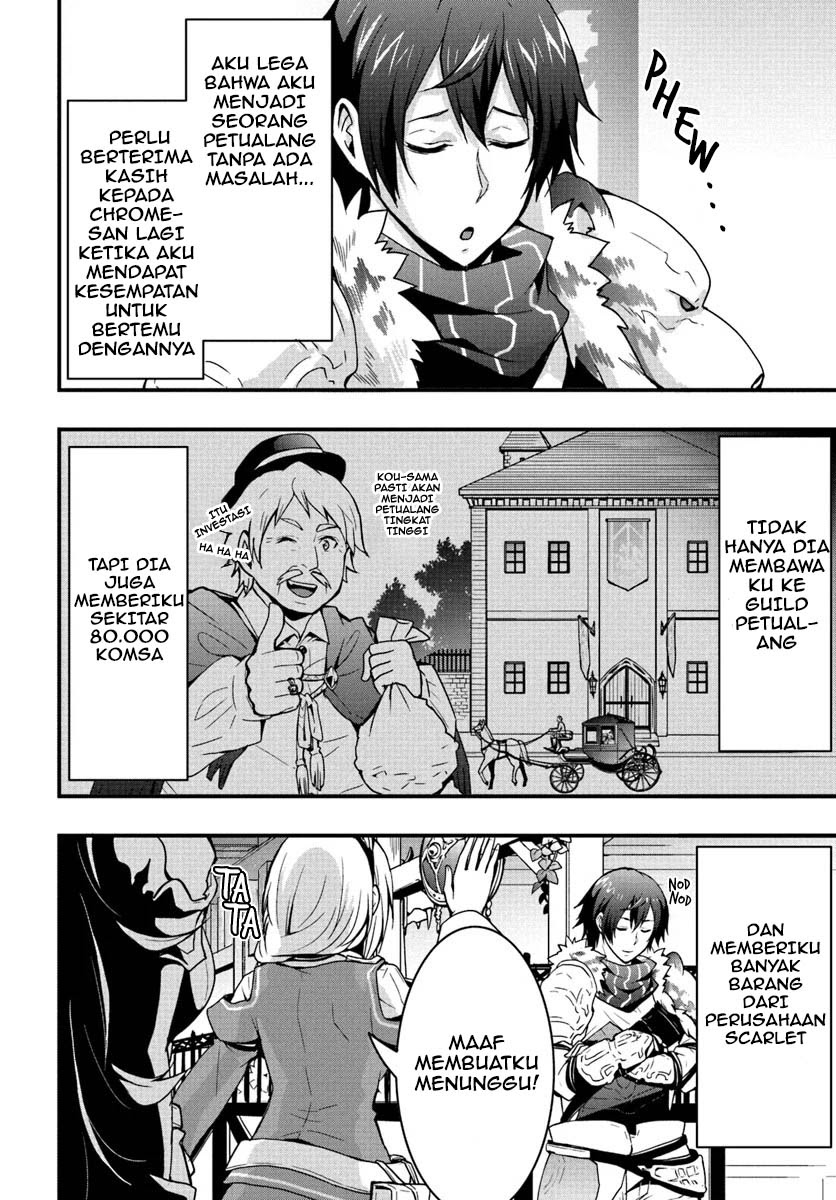 PHEW...
AKU LEGA
BAHWA AKU
MENJADI
SEORANG
PETUALANG
TANPA ADA
MASALAH...
PERLU
BERTERIMA
KASIH
KEPADA
CHROME-
SAN LAGI
KETIKA AKU
MENDAPAT
KESEMPATAN
UNTUK
BERTEMU
DENGANNYA
TIDAK
HANYA DIA
MEMBAWA
KU KE
GUILD
PETUAL-
ANG
KOU-SAMA
PASTI AKAN
MENJADI
PETUALANG
TINGKAT
TINGGI
ITU
INVESTASI
HA HA HA
TAPI DIA
JUGA
MEMBERIKU
SEKITAR
80.000
KOMSA
DAN
MEMBERIKU
BANYAK
BARANG
DARI
PERUSAHAAN
SCARLET
NOD
NOD
TA
TA
MAAF
MEMBUATKU
MENUNGGU!